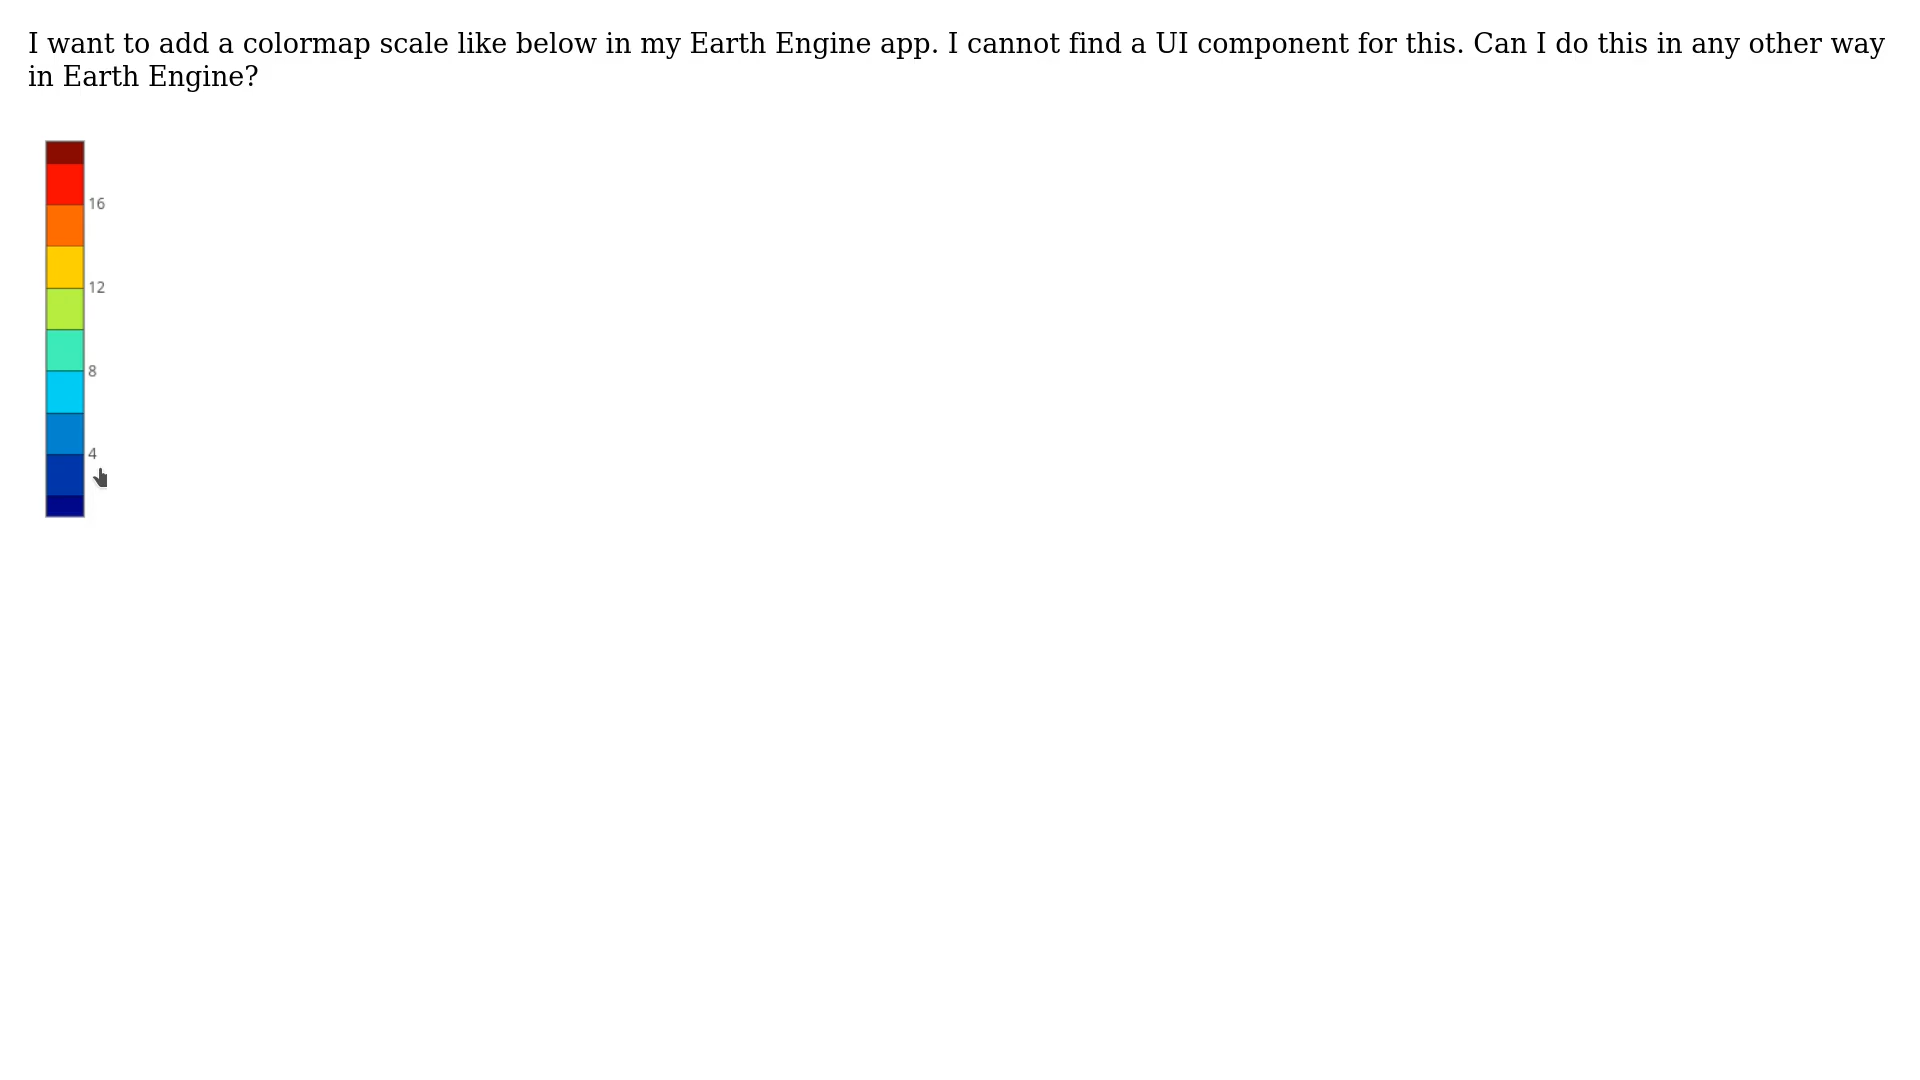 I want to add a colormap scale like below in my Earth Engine app. I cannot find a UI component for this. Can I do this in any other way
in Earth Engine?
16
12
8
4